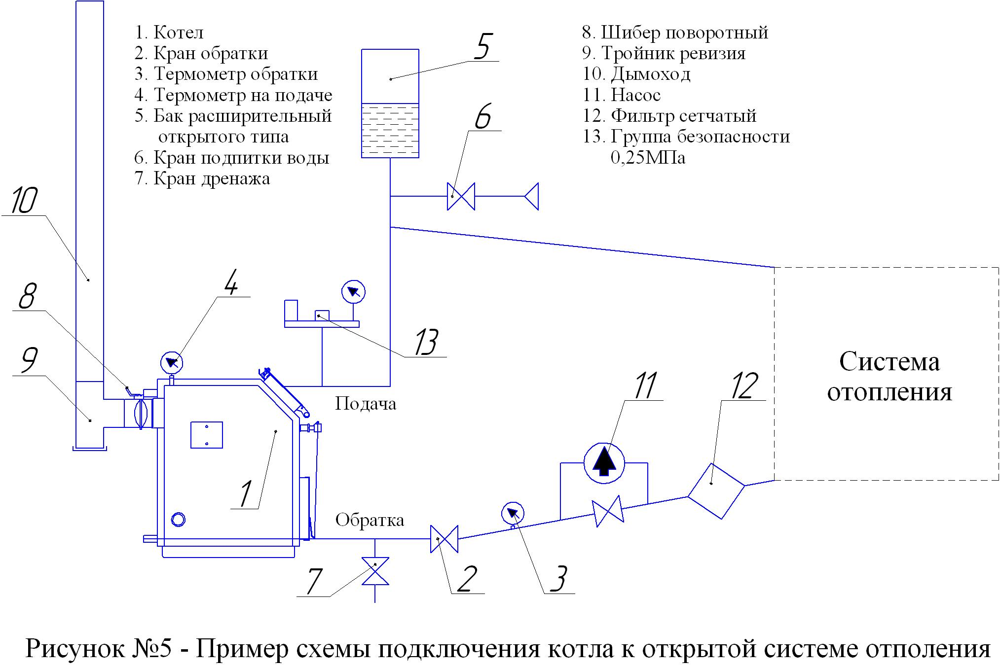 1. Котел
2. Кран обратки
3. Термометр обратки
4. Термометр на подаче
5. Бак расширительный
открытого типа
6. Кран подпитки воды
7. Кран дренажа
8. Шибер поворотный
9. Тройник ревизия
10. Дымоход
11. Насос
12. Фильтр сетчатый
13. Группа безопасности
0,25МПа
5
6
10
4
8
13
9
Система
отопления
11
12
Подача
1
Обратка
7
2
3
Рисунок №5 - Пример схемы подключения котла к открытой системе отполения